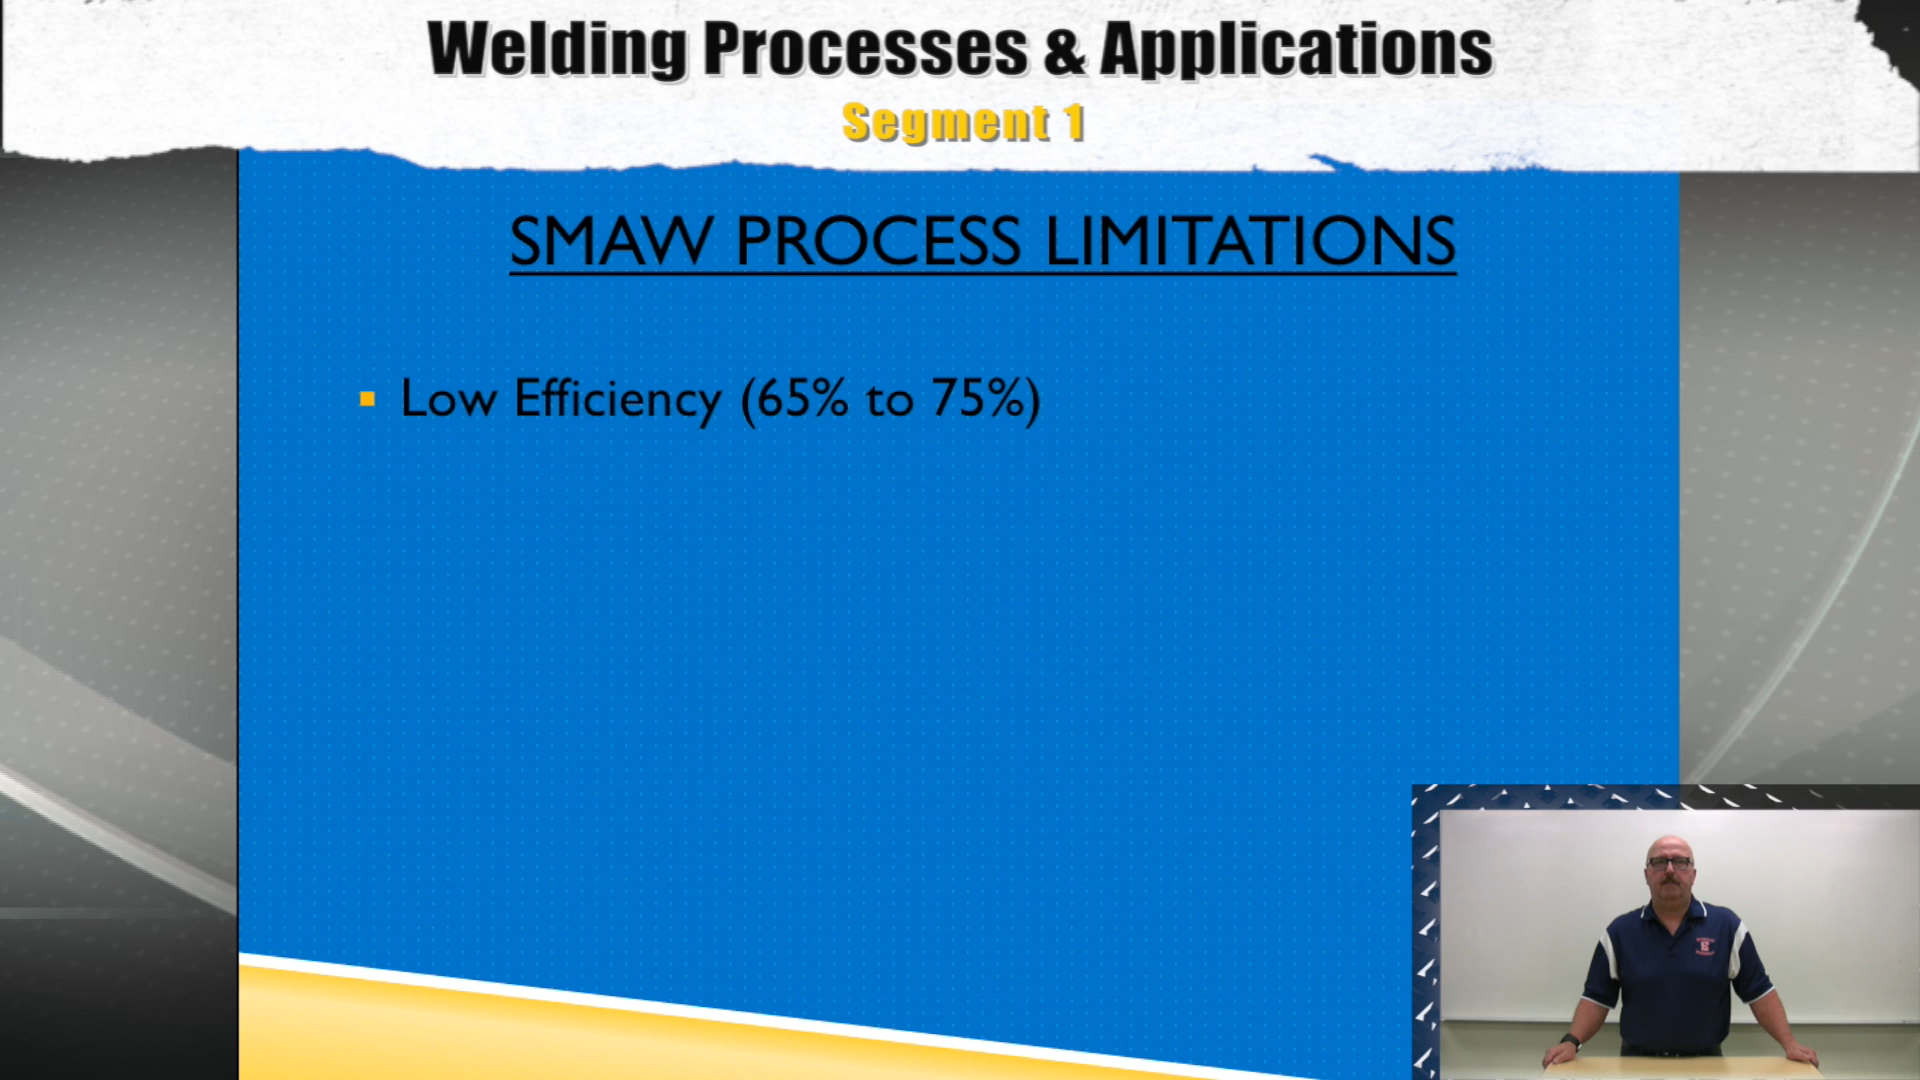 Welding Processes & Applications
Segment 1
SMAW PROCESS LIMITATIONS
Low Efficiency (65% to 75%)